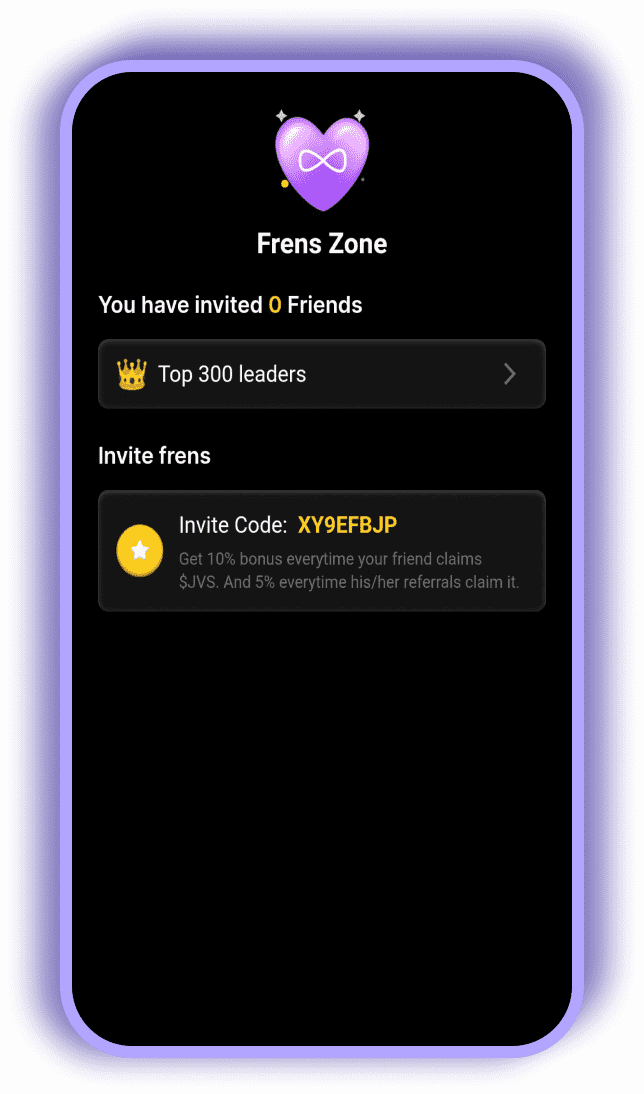 Frens Zone
You have invited 0 Friends
Top 300 leaders
Invite frens
Invite Code: XY9EFBJP
Get 10% bonus everytime your friend claims
$JVS. And 5% everytime his/her referrals claim it.